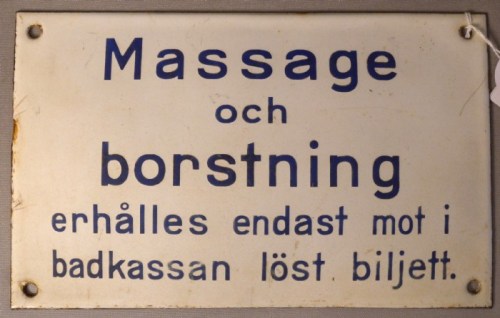 Massage
och
borstning
erhålles endast mot i
badkassan löst biljett.